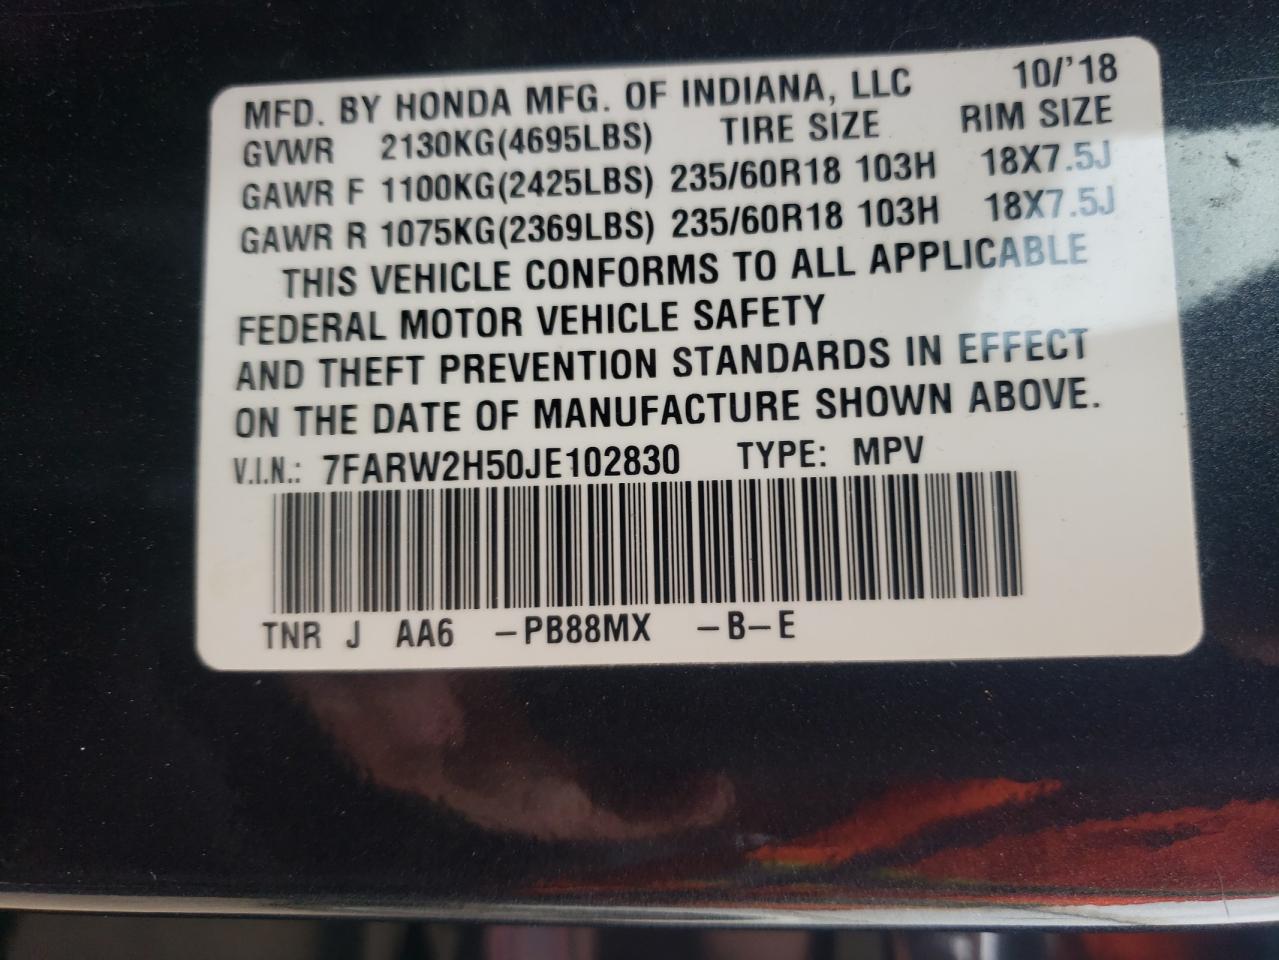 MFD. BY HONDA MFG. OF INDIANA, LLC 10/'18
GVWR 2130KG(4695LBS) TIRE SIZE RIM SIZE
GAWR F 1100KG(2425LBS) 235/60R18 103H 18X7.5J
GAWR R 1075KG(2369LBS) 235/60R18 103H 18X7.5J
THIS VEHICLE CONFORMS TO ALL APPLICABLE
FEDERAL MOTOR VEHICLE SAFETY
AND THEFT PREVENTION STANDARDS IN EFFECT
ON THE DATE OF MANUFACTURE SHOWN ABOVE.
V.I.N.: 7FARW2H50JE102830 TYPE: MPV
TNR J AA6 -PB88MX -B-E